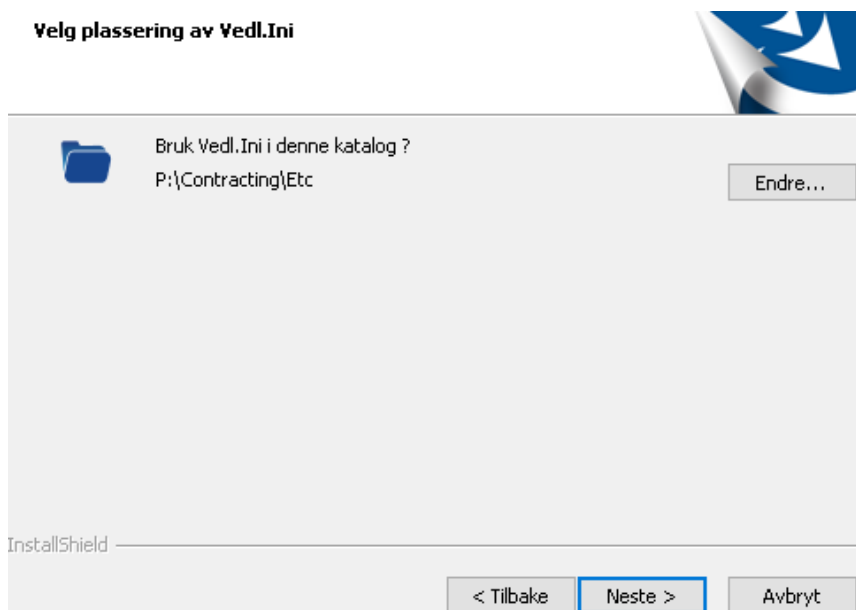 Velg plassering av Vedl.Ini
Bruk Vedl.Ini i denne katalog ?
P:\Contracting\Etc
Endre...
InstallShield
< Tilbake
Neste >
Avbryt